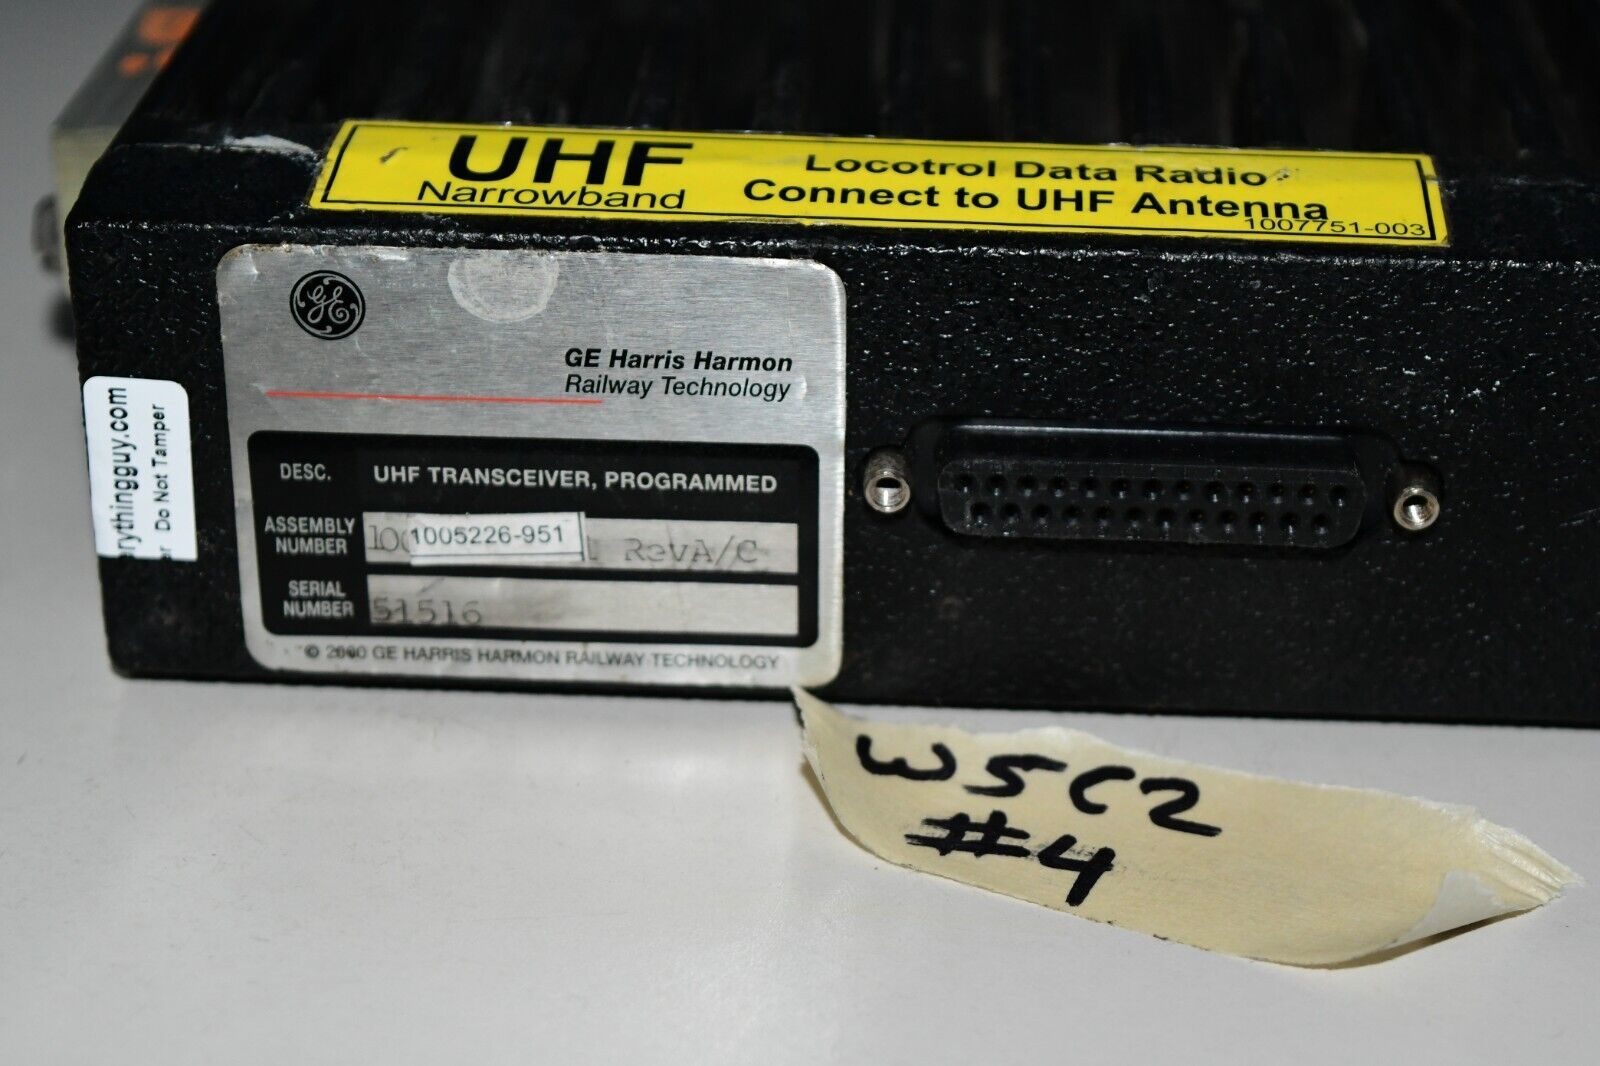 UHF
Narrowband
Locotrol Data Radio
Connect to UHF Antenna
1007751-003
GE
GE Harris Harmon
Railway Technology
DESC. UHF TRANSCEIVER, PROGRAMMED
ASSEMBLY NUMBER 1005226-951 RevA/C
SERIAL NUMBER 51516
© 2000 GE HARRIS HARMON RAILWAY TECHNOLOGY
rythingguy.com
Do Not Tamper
W5C2
#4